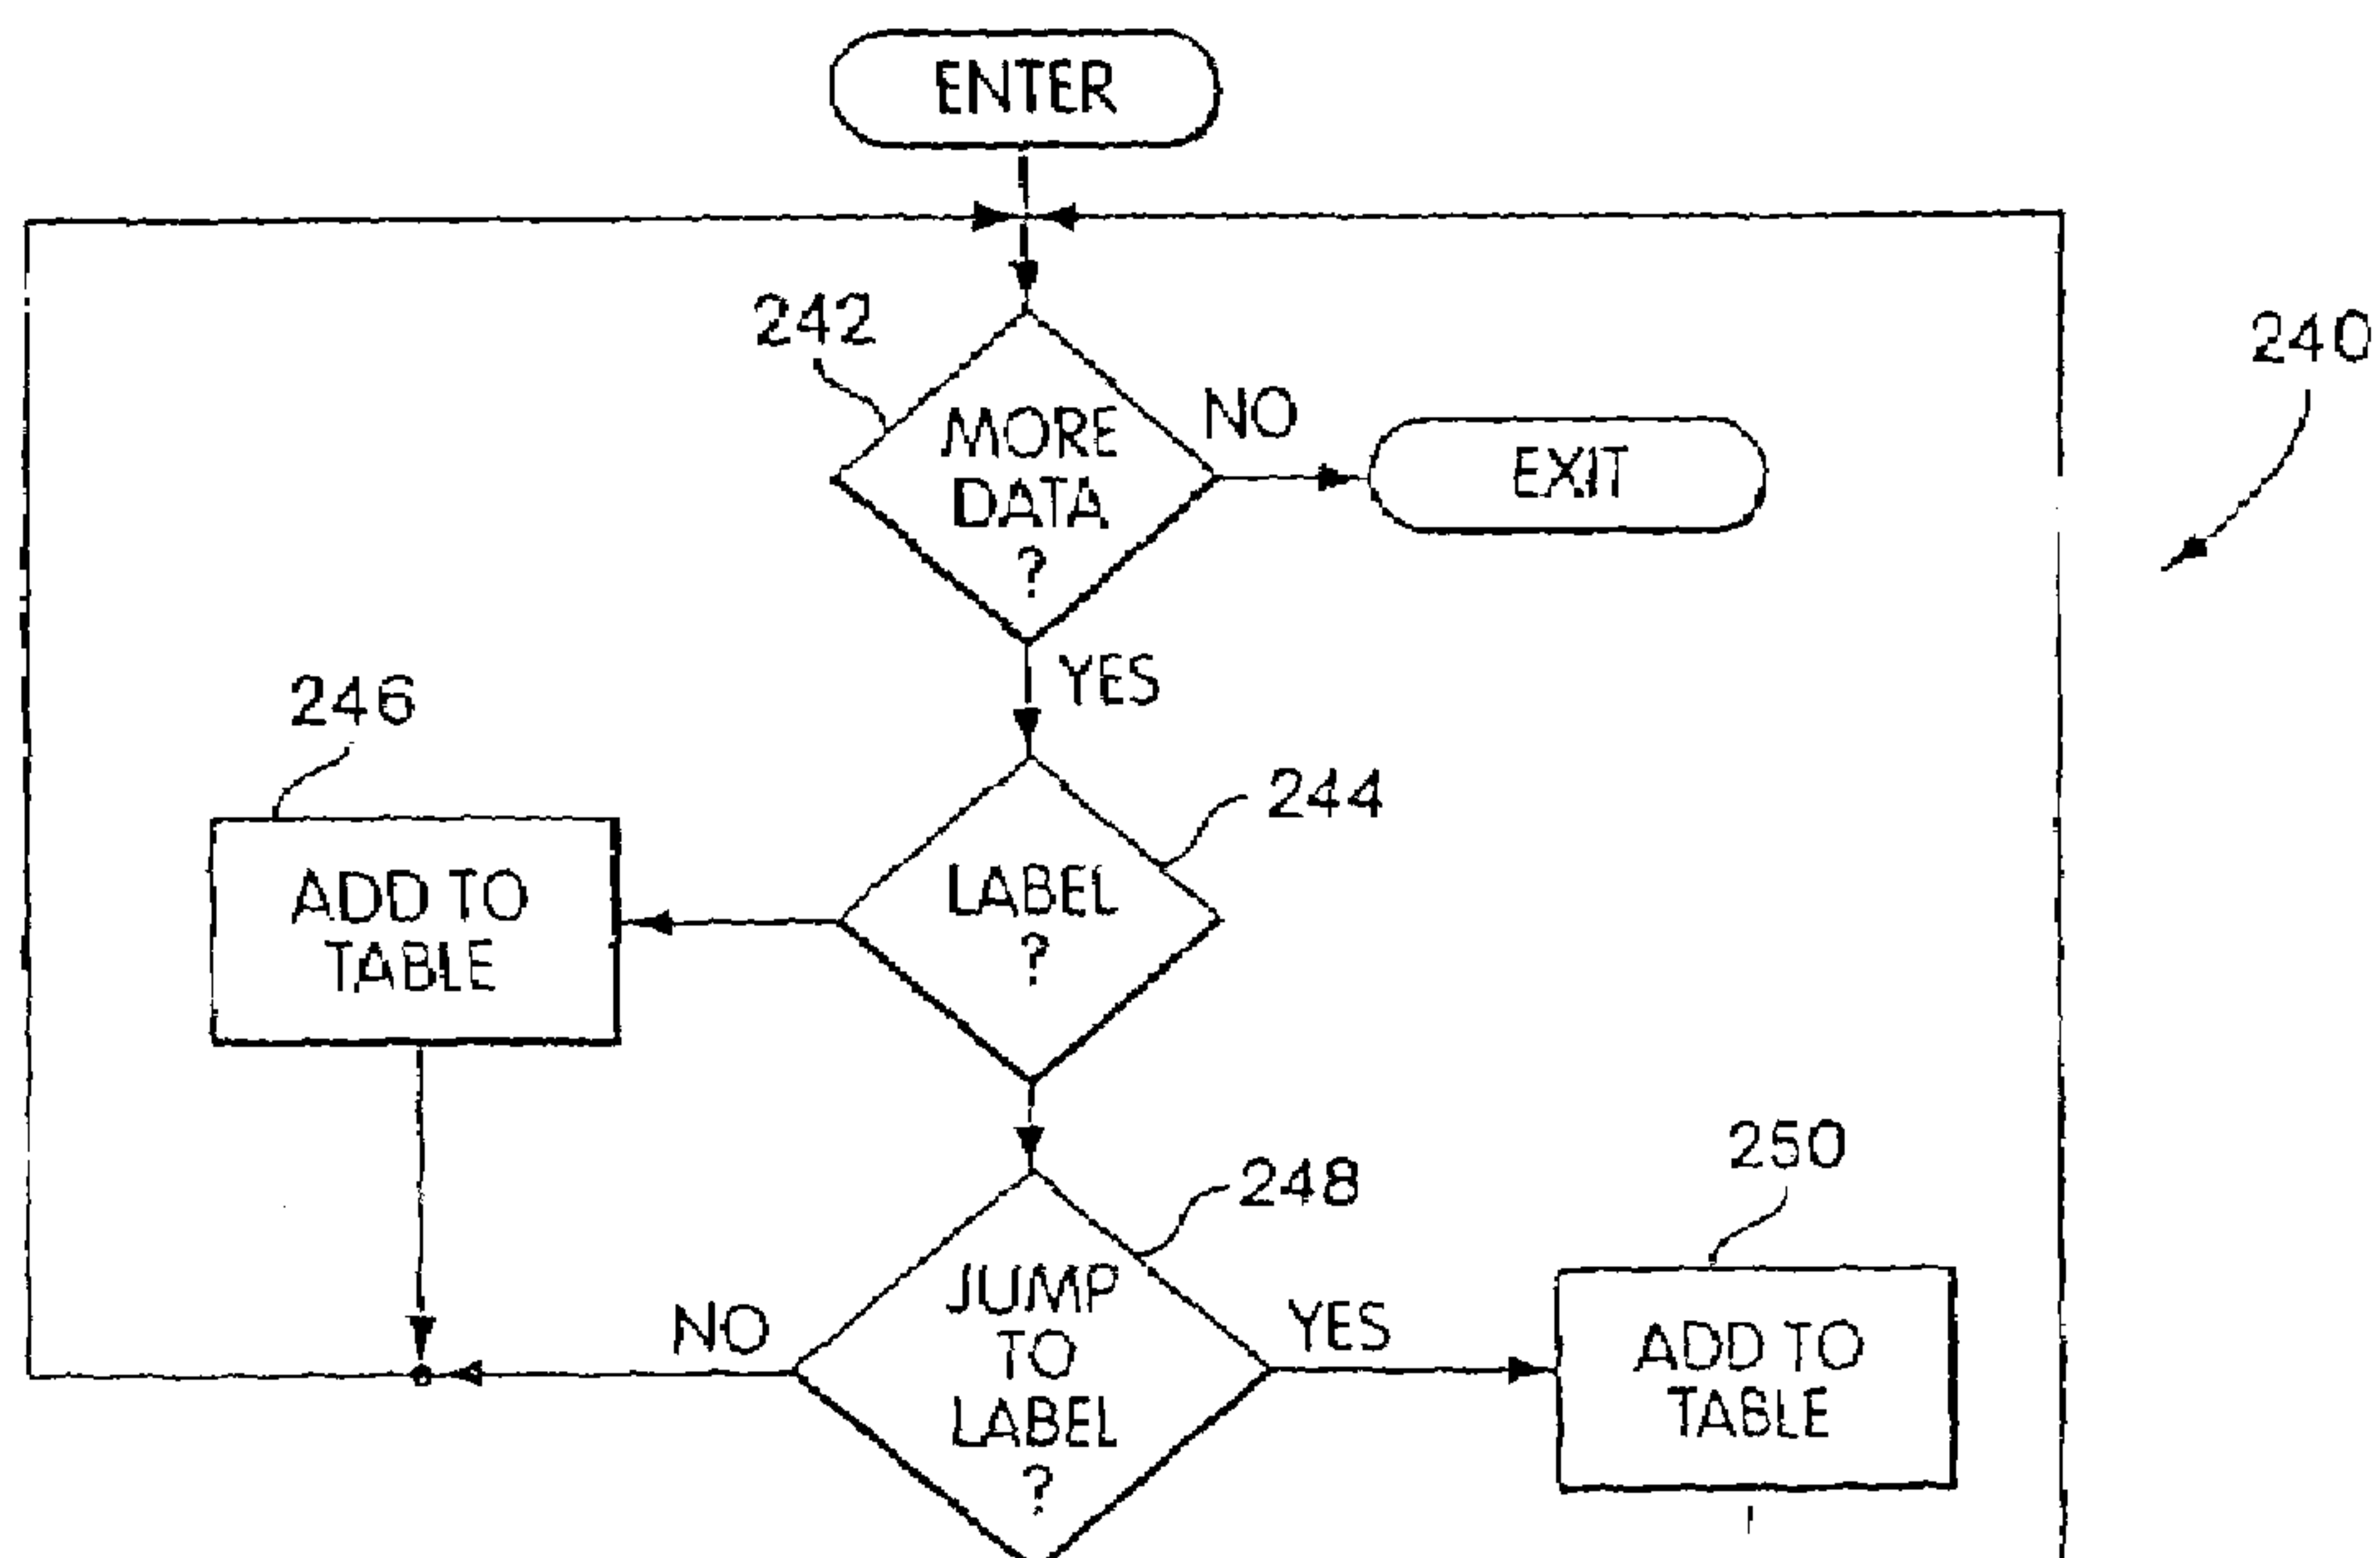 ENTER
242
240
MORE
DATA
?
NO
EXIT
YES
246
244
ADD TO
TABLE
LABEL
?
248
250
JUMP
TO
LABEL
?
NO
YES
ADD TO
TABLE